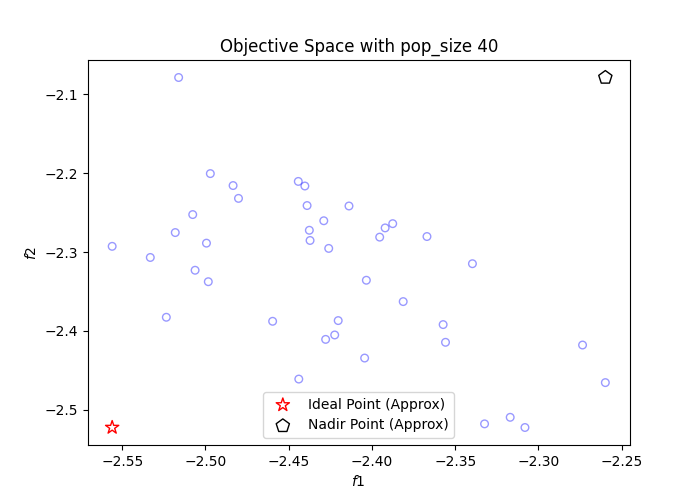 Objective Space with pop_size 40
−2.1
−2.2
−2.3
−2.4
−2.5
f2
Ideal Point (Approx)
Nadir Point (Approx)
−2.55
−2.50
−2.45
−2.40
−2.35
−2.30
−2.25
f1